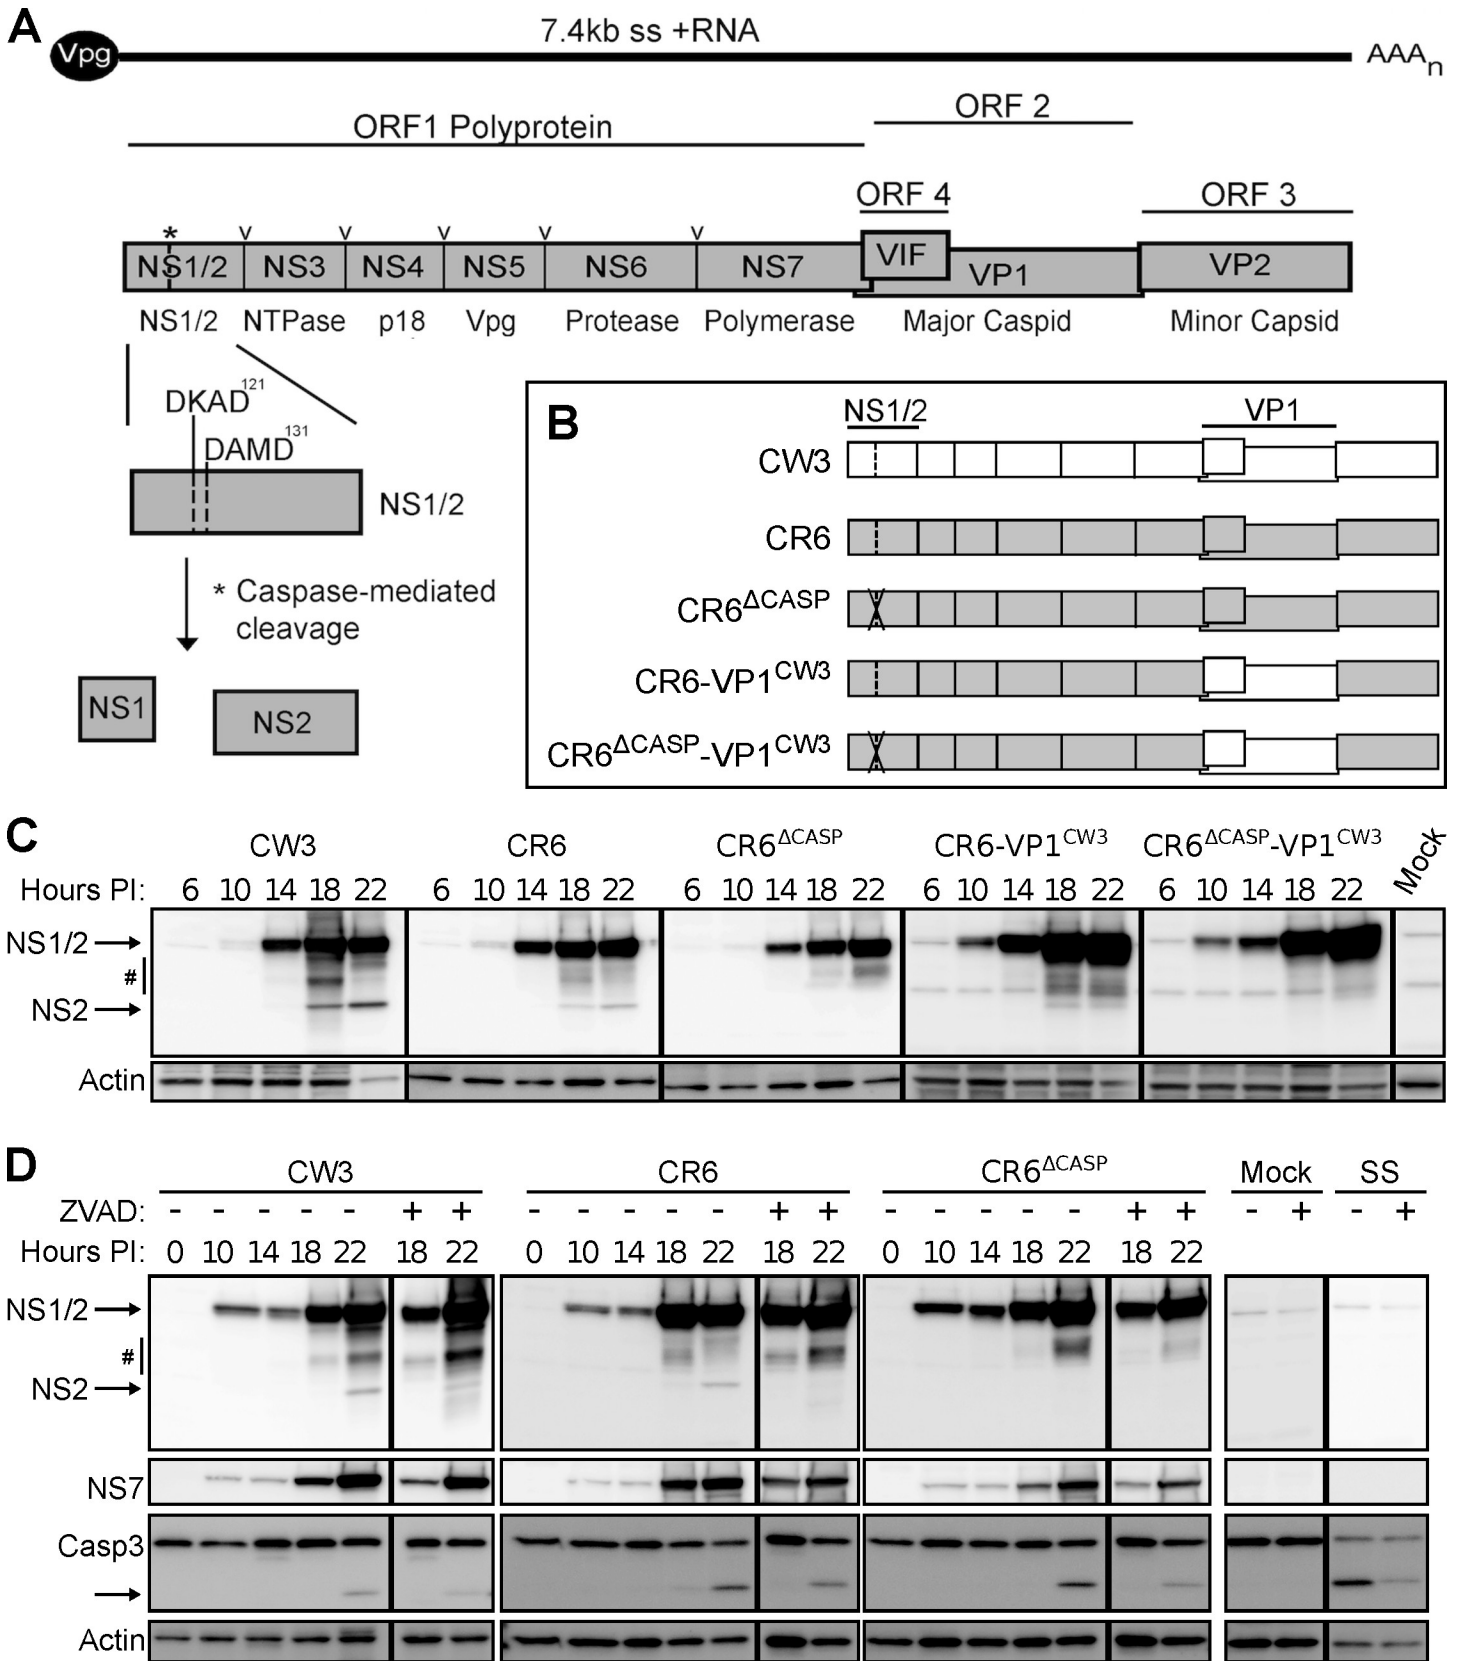 A
7.4kb ss +RNA
Vpg
AAAn
ORF1 Polyprotein
ORF 2
ORF 4
ORF 3
* v v v v v
NS1/2 NS3 NS4 NS5 NS6 NS7 VIF VP1 VP2
NS1/2 NTPase p18 Vpg Protease Polymerase Major Caspid Minor Capsid
DKAD121
DAMD131
NS1/2
* Caspase-mediated
cleavage
NS1 NS2
B
NS1/2 VP1
CW3
CR6
CR6ΔCASP
CR6-VP1CW3
CR6ΔCASP-VP1CW3
C
CW3 CR6 CR6ΔCASP CR6-VP1CW3 CR6ΔCASP-VP1CW3 Mock
Hours PI: 6 10 14 18 22 6 10 14 18 22 6 10 14 18 22 6 10 14 18 22 6 10 14 18 22
NS1/2
#
NS2
Actin
D
CW3 CR6 CR6ΔCASP Mock SS
ZVAD: - - - - - + + - - - - - + + - - - - - + + - + - +
Hours PI: 0 10 14 18 22 18 22 0 10 14 18 22 18 22 0 10 14 18 22 18 22
NS1/2
#
NS2
NS7
Casp3
Actin